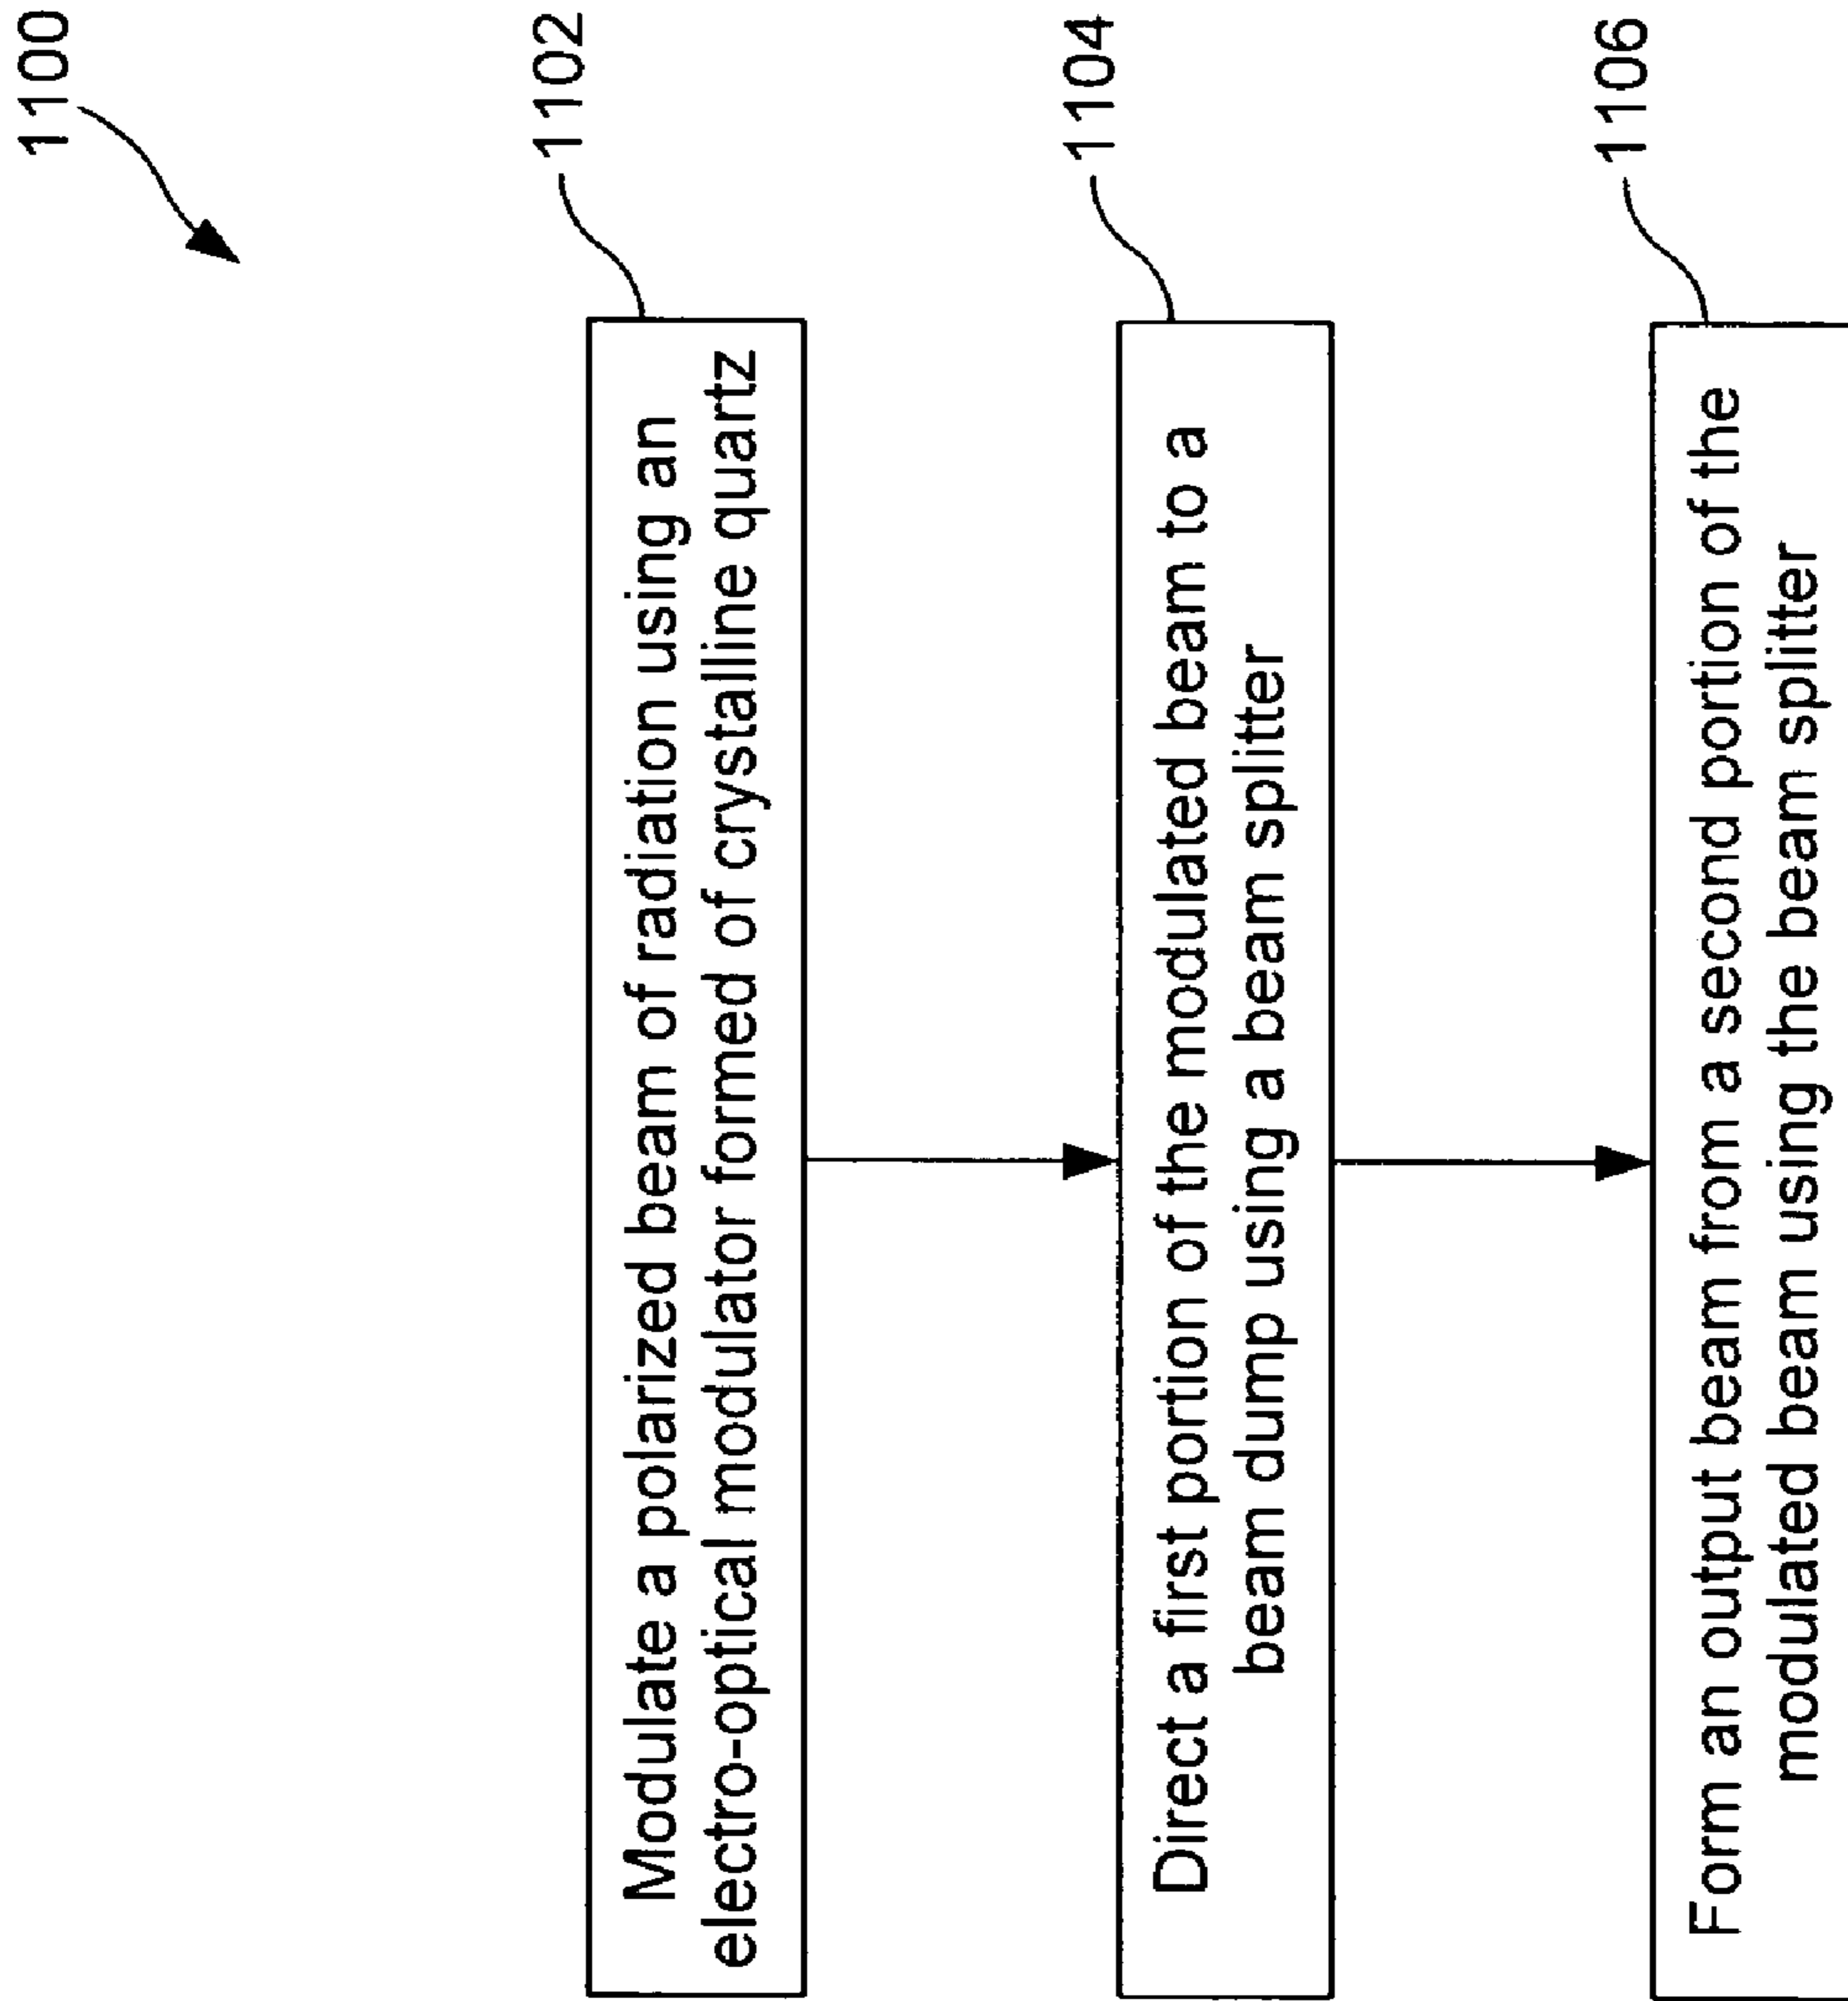 1100
1102
Modulate a polarized beam of radiation using an
electro-optical modulator formed of crystalline quartz
1104
Direct a first portion of the modulated beam to a
beam dump using a beam splitter
1106
Form an output beam from a second portion of the
modulated beam using the beam splitter